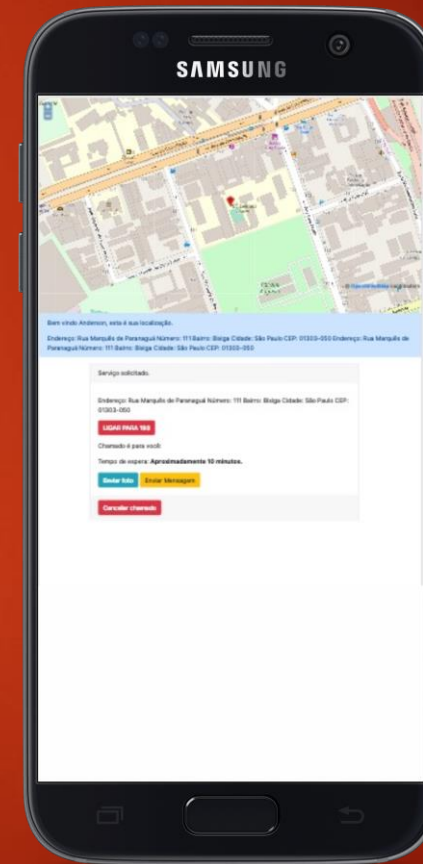 SAMSUNG
Bem vindo Anderson, esta é sua localização.
Endereço: Rua Marquês de Paranaguá Número: 111 Bairro: Bixiga Cidade: São Paulo CEP: 01303-050 Endereço: Rua Marquês de
Paranaguá Número: 111 Bairro: Bixiga Cidade: São Paulo CEP: 01303-050
Serviço solicitado.
Endereço: Rua Marquês de Paranaguá Número: 111 Bairro: Bixiga Cidade: São Paulo CEP:
01303-050
LIGAR PARA 193
Chamado é para você:
Tempo de espera: Aproximadamente 10 minutos.
Enviar foto Enviar Mensagem
Cancelar chamado